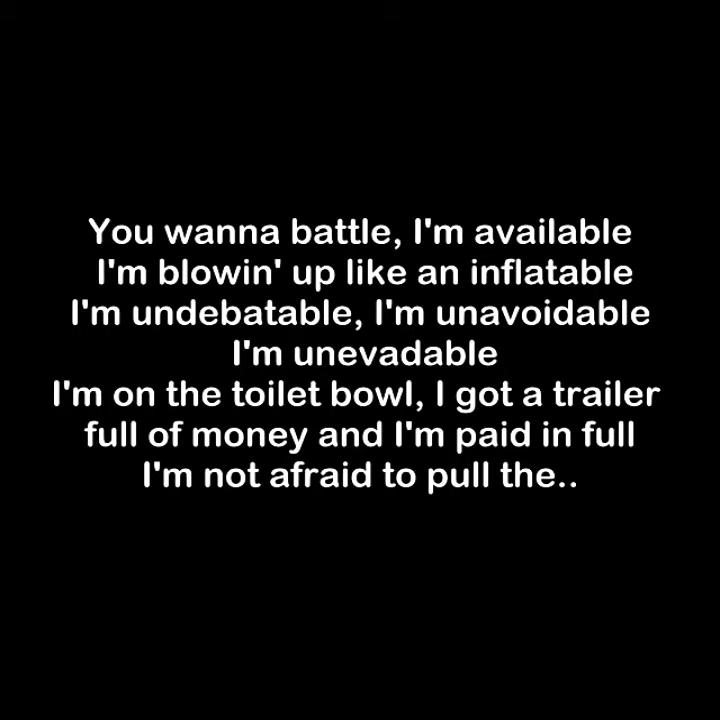 You wanna battle, I'm available
I'm blowin' up like an inflatable
I'm undebatable, I'm unavoidable
I'm unevadable
I'm on the toilet bowl, I got a trailer
full of money and I'm paid in full
I'm not afraid to pull the..